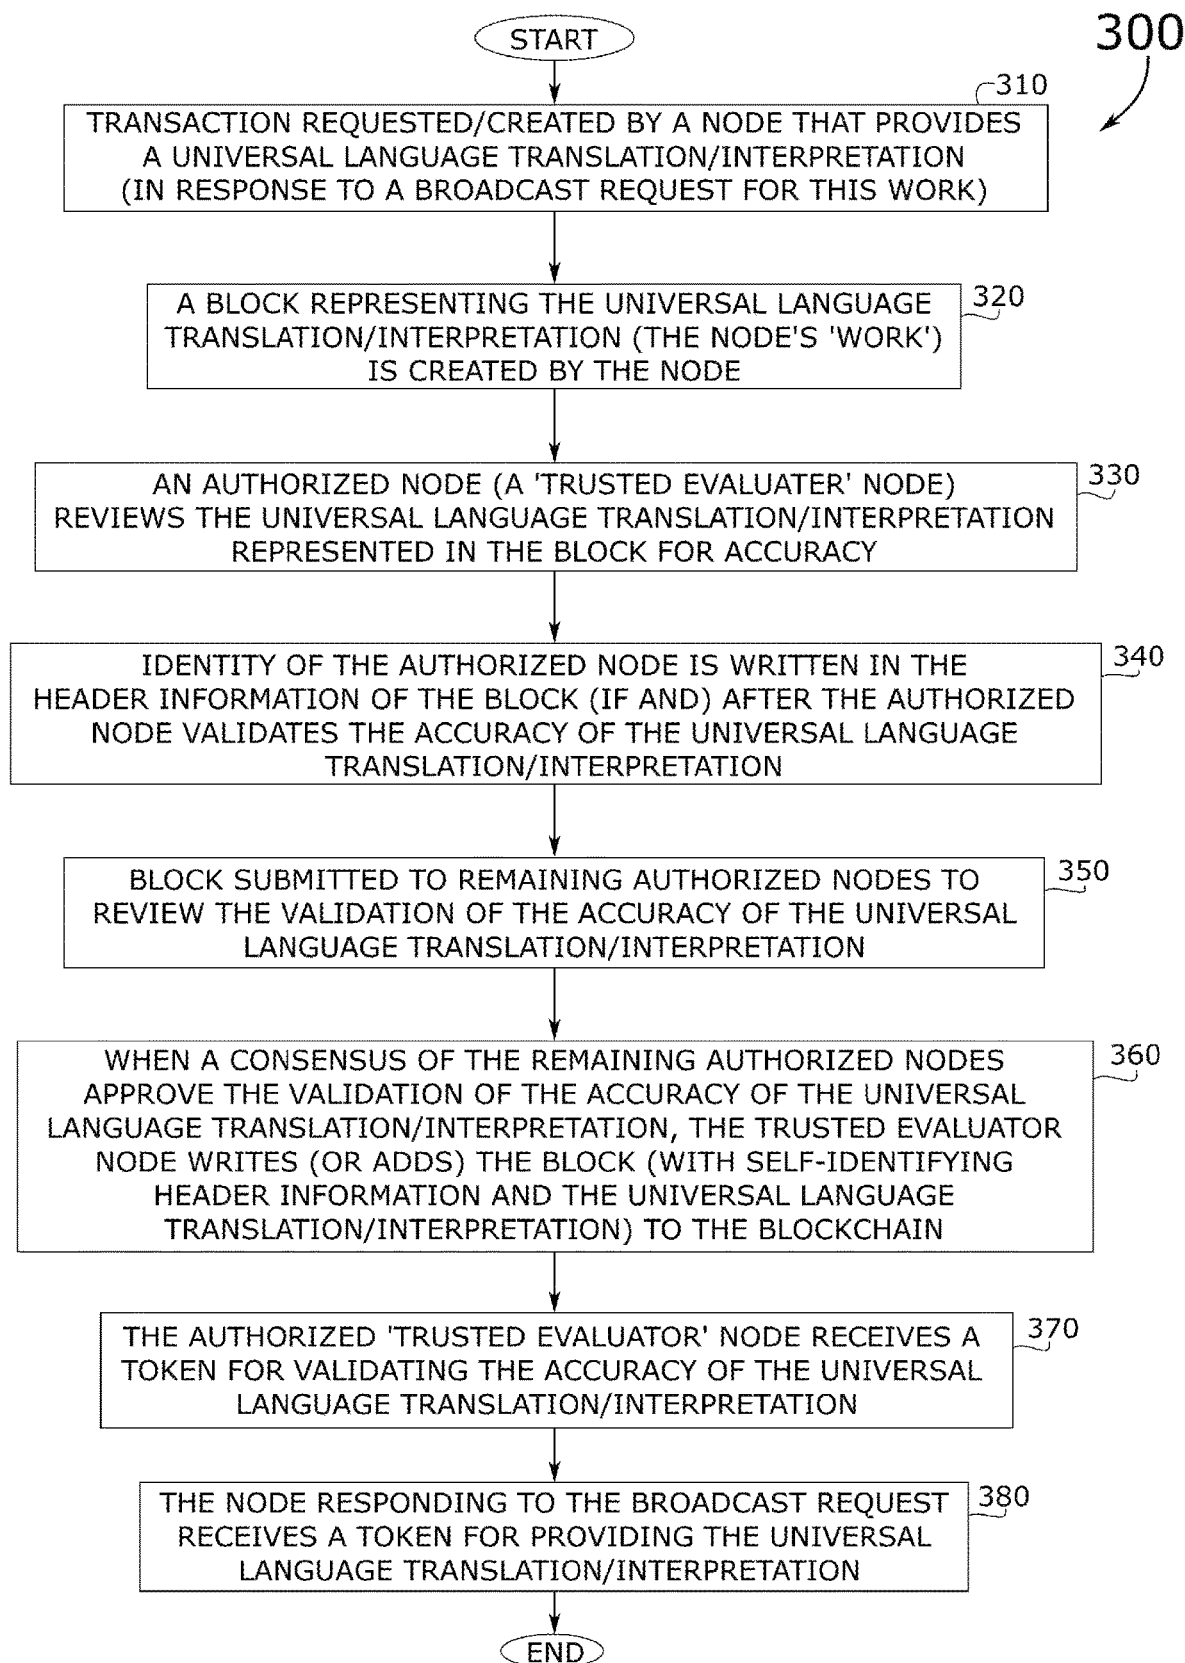 START
300
310
TRANSACTION REQUESTED/CREATED BY A NODE THAT PROVIDES
A UNIVERSAL LANGUAGE TRANSLATION/INTERPRETATION
(IN RESPONSE TO A BROADCAST REQUEST FOR THIS WORK)
320
A BLOCK REPRESENTING THE UNIVERSAL LANGUAGE
TRANSLATION/INTERPRETATION (THE NODE'S 'WORK')
IS CREATED BY THE NODE
330
AN AUTHORIZED NODE (A 'TRUSTED EVALUATER' NODE)
REVIEWS THE UNIVERSAL LANGUAGE TRANSLATION/INTERPRETATION
REPRESENTED IN THE BLOCK FOR ACCURACY
340
IDENTITY OF THE AUTHORIZED NODE IS WRITTEN IN THE
HEADER INFORMATION OF THE BLOCK (IF AND) AFTER THE AUTHORIZED
NODE VALIDATES THE ACCURACY OF THE UNIVERSAL LANGUAGE
TRANSLATION/INTERPRETATION
350
BLOCK SUBMITTED TO REMAINING AUTHORIZED NODES TO
REVIEW THE VALIDATION OF THE ACCURACY OF THE UNIVERSAL
LANGUAGE TRANSLATION/INTERPRETATION
360
WHEN A CONSENSUS OF THE REMAINING AUTHORIZED NODES
APPROVE THE VALIDATION OF THE ACCURACY OF THE UNIVERSAL
LANGUAGE TRANSLATION/INTERPRETATION, THE TRUSTED EVALUATOR
NODE WRITES (OR ADDS) THE BLOCK (WITH SELF-IDENTIFYING
HEADER INFORMATION AND THE UNIVERSAL LANGUAGE
TRANSLATION/INTERPRETATION) TO THE BLOCKCHAIN
370
THE AUTHORIZED 'TRUSTED EVALUATOR' NODE RECEIVES A
TOKEN FOR VALIDATING THE ACCURACY OF THE UNIVERSAL
LANGUAGE TRANSLATION/INTERPRETATION
380
THE NODE RESPONDING TO THE BROADCAST REQUEST
RECEIVES A TOKEN FOR PROVIDING THE UNIVERSAL
LANGUAGE TRANSLATION/INTERPRETATION
END